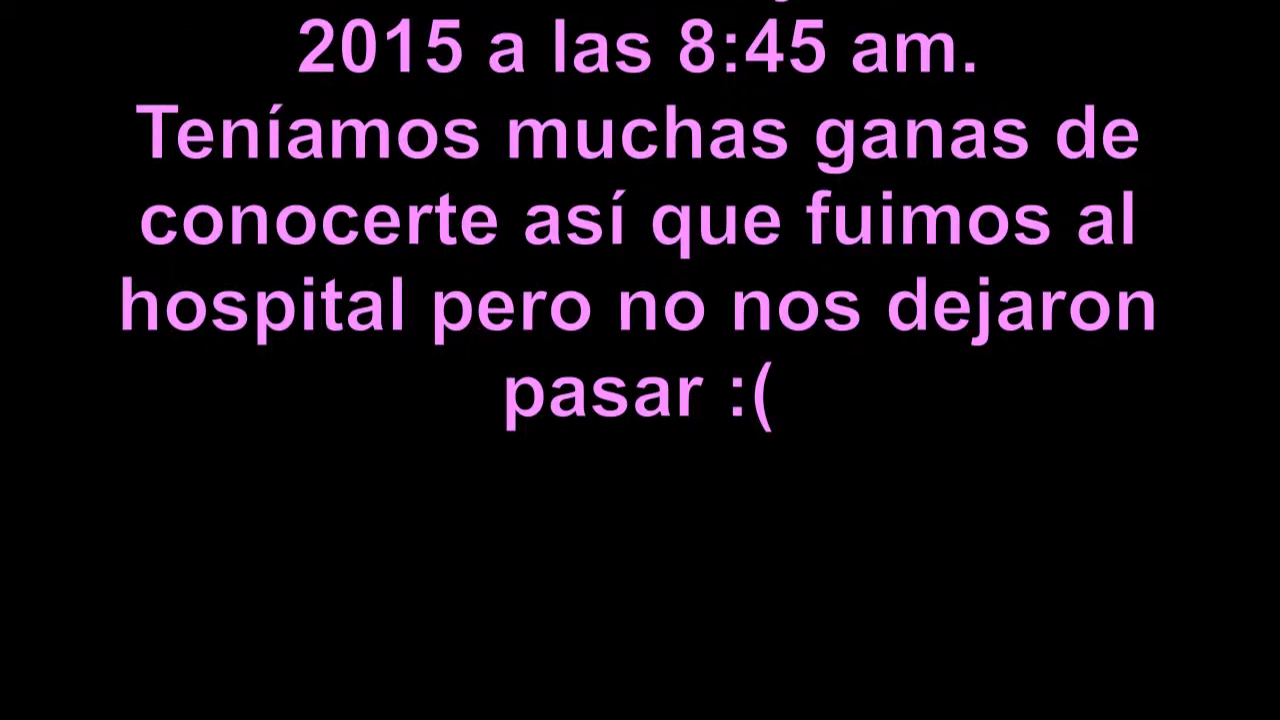 2015 a las 8:45 am.
Teníamos muchas ganas de
conocerte así que fuimos al
hospital pero no nos dejaron
pasar :(